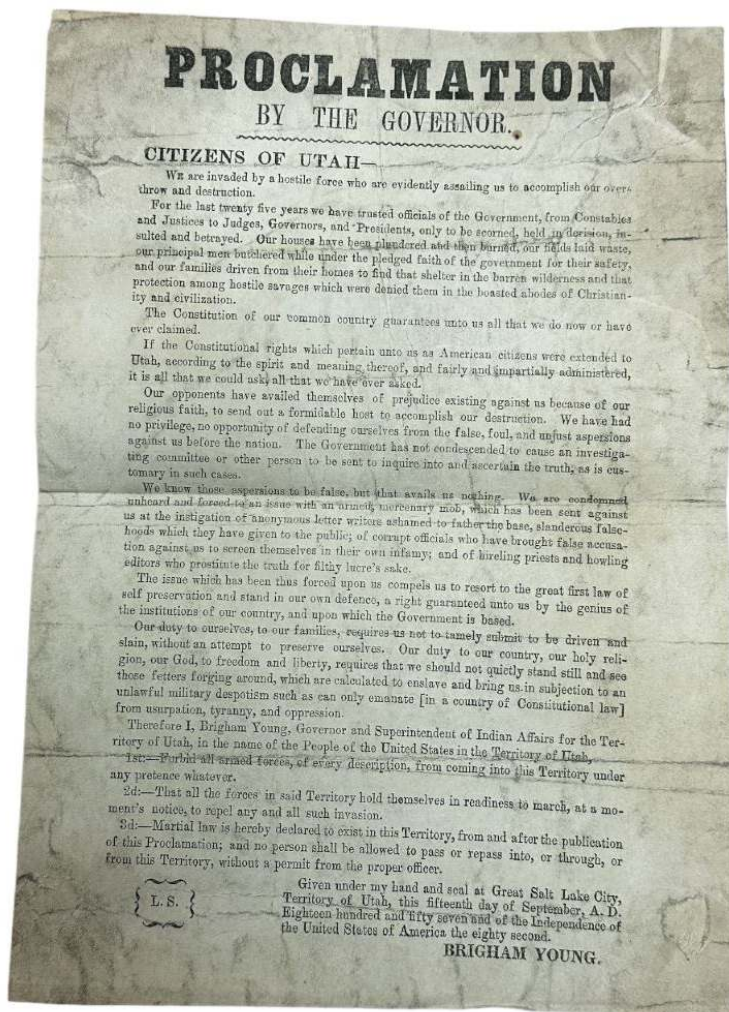 PROCLAMATION
BY THE GOVERNOR.
CITIZENS OF UTAH—
WE are invaded by a hostile force who are evidently assailing us to accomplish our over-
throw and destruction.
For the last twenty five years we have trusted officials of the Government, from Constables
and Justices to Judges, Governors, and Presidents, only to be scorned, held in derision, in-
sulted and betrayed. Our houses have been plundered and then burned, our fields laid waste,
our principal men butchered while under the pledged faith of the government for their safety,
and our families driven from their homes to find that shelter in the barren wilderness and that
protection among hostile savages which were denied them in the boasted abodes of Christian-
ity and civilization.
The Constitution of our common country guarantees unto us all that we do now or have
ever claimed.
If the Constitutional rights which pertain unto us as American citizens were extended to
Utah, according to the spirit and meaning thereof, and fairly and impartially administered,
it is all that we could ask, all that we have ever asked.
Our opponents have availed themselves of prejudice existing against us because of our
religious faith, to send out a formidable host to accomplish our destruction. We have had
no privilege, no opportunity of defending ourselves from the false, foul, and unjust aspersions
against us before the nation. The Government has not condescended to cause an investiga-
ting committee or other person to be sent to inquire into and ascertain the truth, as is cus-
tomary in such cases.
We know those aspersions to be false, but that avails us nothing. We are condemned
unheard and forced to an issue with an armed, mercenary mob, which has been sent against
us at the instigation of anonymous letter writers ashamed to father the base, slanderous false-
hoods which they have given to the public; of corrupt officials who have brought false accusa-
tion against us to screen themselves in their own infamy; and of hireling priests and howling
editors who prostitute the truth for filthy lucre's sake.
The issue which has been thus forced upon us compels us to resort to the great first law of
self preservation and stand in our own defence, a right guaranteed unto us by the genius of
the institutions of our country, and upon which the Government is based.
Our duty to ourselves, to our families, requires us not to tamely submit to be driven and
slain, without an attempt to preserve ourselves. Our duty to our country, our holy reli-
gion, our God, to freedom and liberty, requires that we should not quietly stand still and see
those fetters forging around, which are calculated to enslave and bring us in subjection to an
unlawful military despotism such as can only emanate [in a country of Constitutional law]
from usurpation, tyranny, and oppression.
Therefore I, Brigham Young, Governor and Superintendent of Indian Affairs for the Ter-
ritory of Utah, in the name of the People of the United States in the Territory of Utah,
1st:—Forbid all armed forces, of every description, from coming into this Territory under
any pretence whatever.
2d:—That all the forces in said Territory hold themselves in readiness to march, at a mo-
ment's notice, to repel any and all such invasion.
3d:—Martial law is hereby declared to exist in this Territory, from and after the publication
of this Proclamation; and no person shall be allowed to pass or repass into, or through, or
from this Territory, without a permit from the proper officer.
L. S.
Given under my hand and seal at Great Salt Lake City,
Territory of Utah, this fifteenth day of September, A. D.
Eighteen hundred and fifty seven and of the Independence of
the United States of America the eighty second.
BRIGHAM YOUNG.